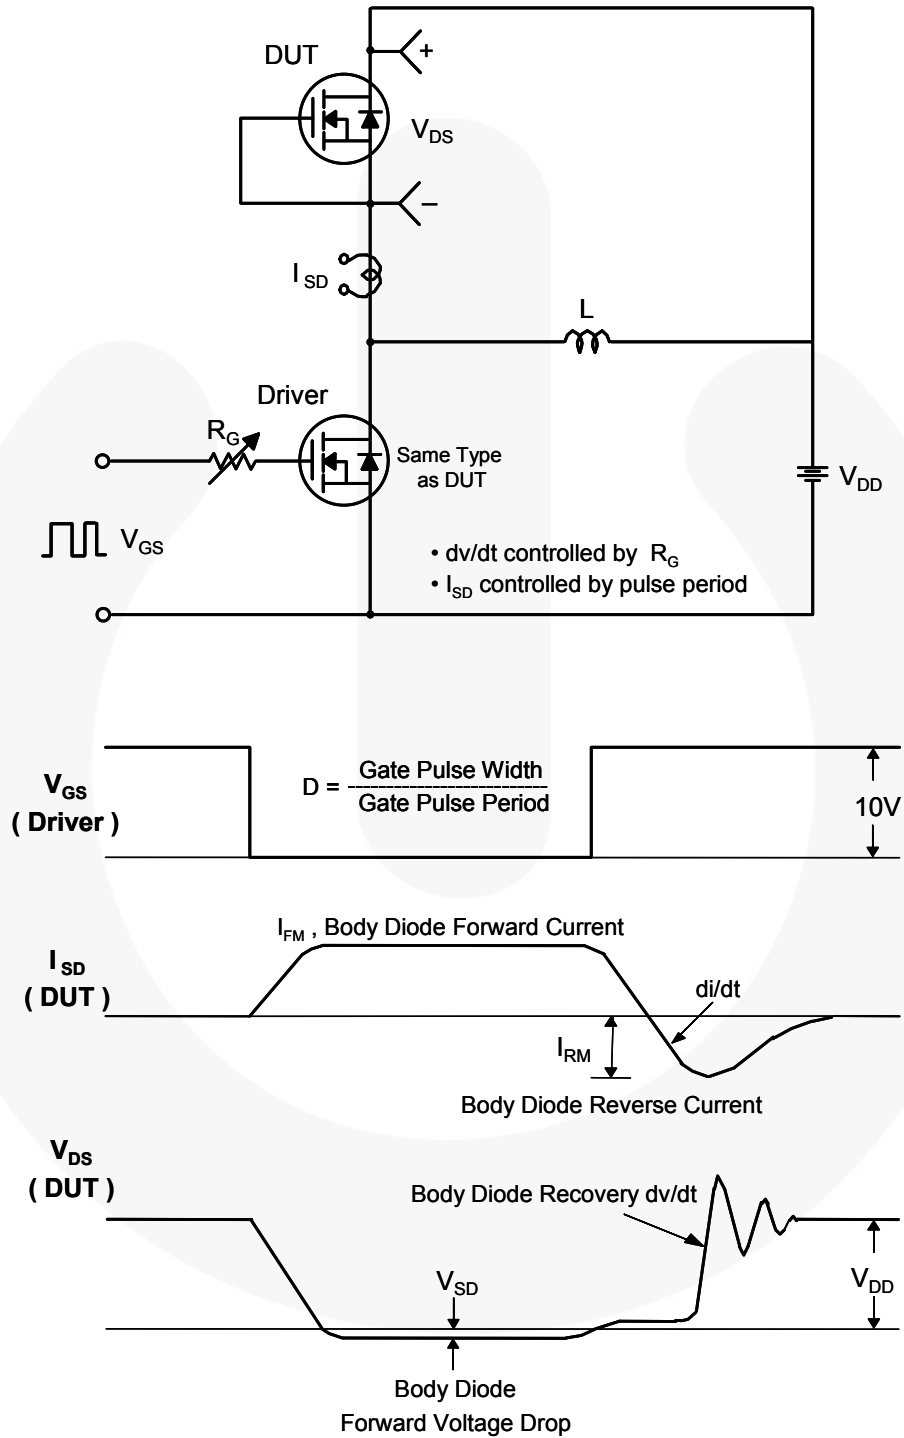 DUT
+
V_DS
−
I_SD
L
Driver
R_G
Same Type
as DUT
V_DD
V_GS
• dv/dt controlled by R_G
• I_SD controlled by pulse period
V_GS
( Driver )
D = Gate Pulse Width
Gate Pulse Period
10V
I_FM , Body Diode Forward Current
I_SD
( DUT )
di/dt
I_RM
Body Diode Reverse Current
V_DS
( DUT )
Body Diode Recovery dv/dt
V_SD
V_DD
Body Diode
Forward Voltage Drop